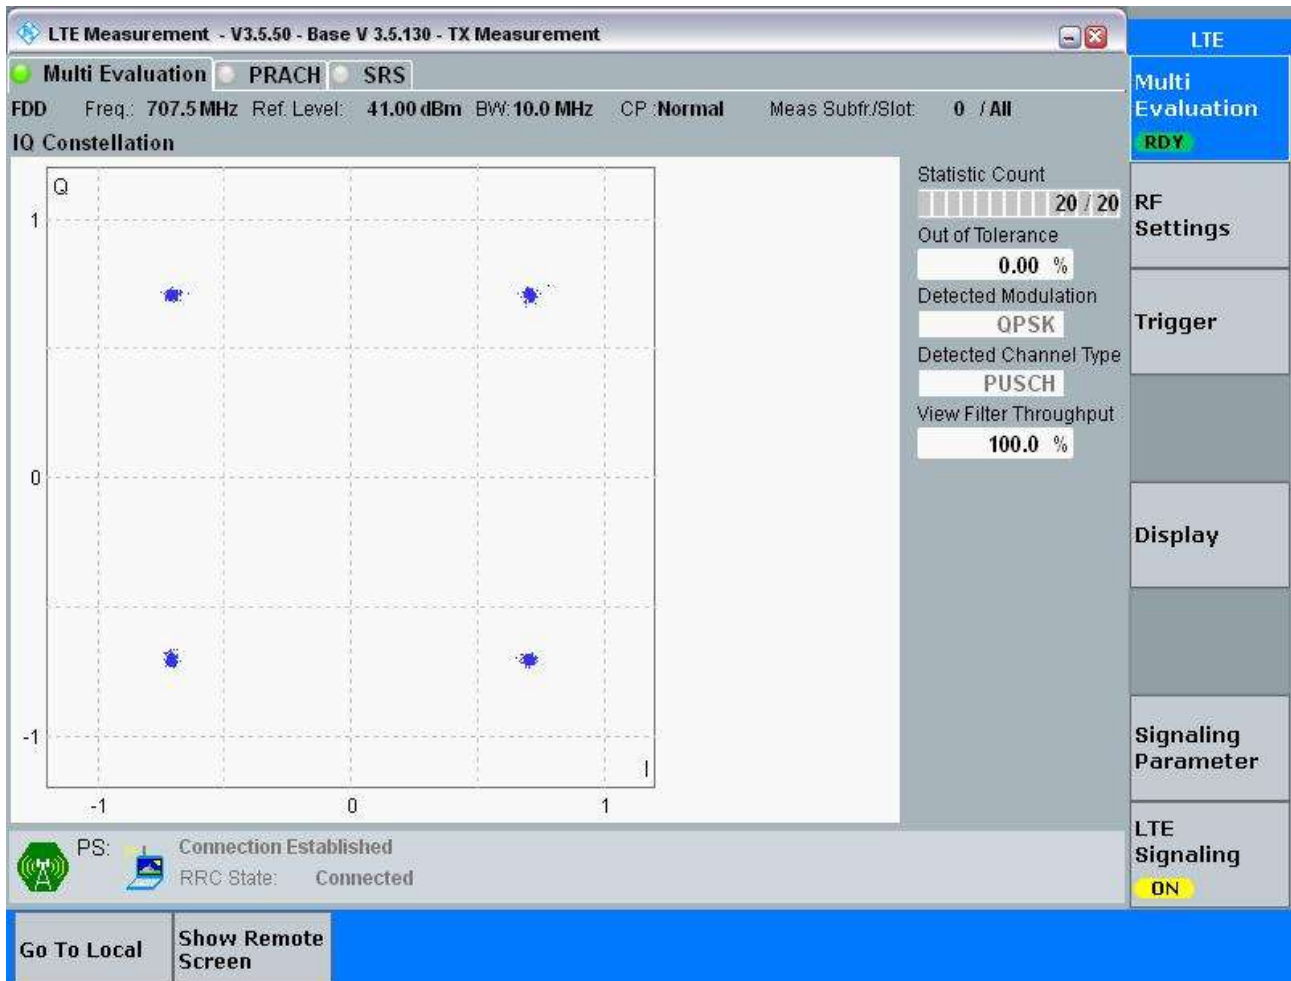 LTE Measurement - V3.5.50 - Base V 3.5.130 - TX Measurement
LTE
Multi Evaluation PRACH SRS
Multi
Evaluation
RDY
FDD Freq.: 707.5 MHz Ref. Level: 41.00 dBm BW: 10.0 MHz CP :Normal Meas Subfr./Slot: 0 / All
IQ Constellation
Q
1
0
-1
I
-1 0 1
Statistic Count
20 / 20
Out of Tolerance
0.00 %
Detected Modulation
QPSK
Detected Channel Type
PUSCH
View Filter Throughput
100.0 %
RF
Settings
Trigger
Display
Signaling
Parameter
LTE
Signaling
ON
PS: Connection Established
RRC State: Connected
Go To Local
Show Remote
Screen